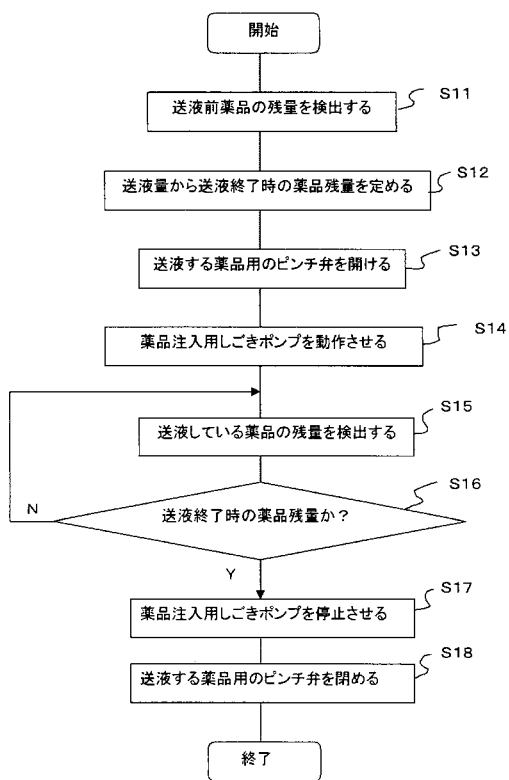 開始
S11
送液前薬品の残量を検出する
S12
送液量から送液終了時の薬品残量を定める
S13
送液する薬品用のピンチ弁を開ける
S14
薬品注入用しごきポンプを動作させる
S15
送液している薬品の残量を検出する
S16
送液終了時の薬品残量か?
N
Y
S17
薬品注入用しごきポンプを停止させる
S18
送液する薬品用のピンチ弁を閉める
終了